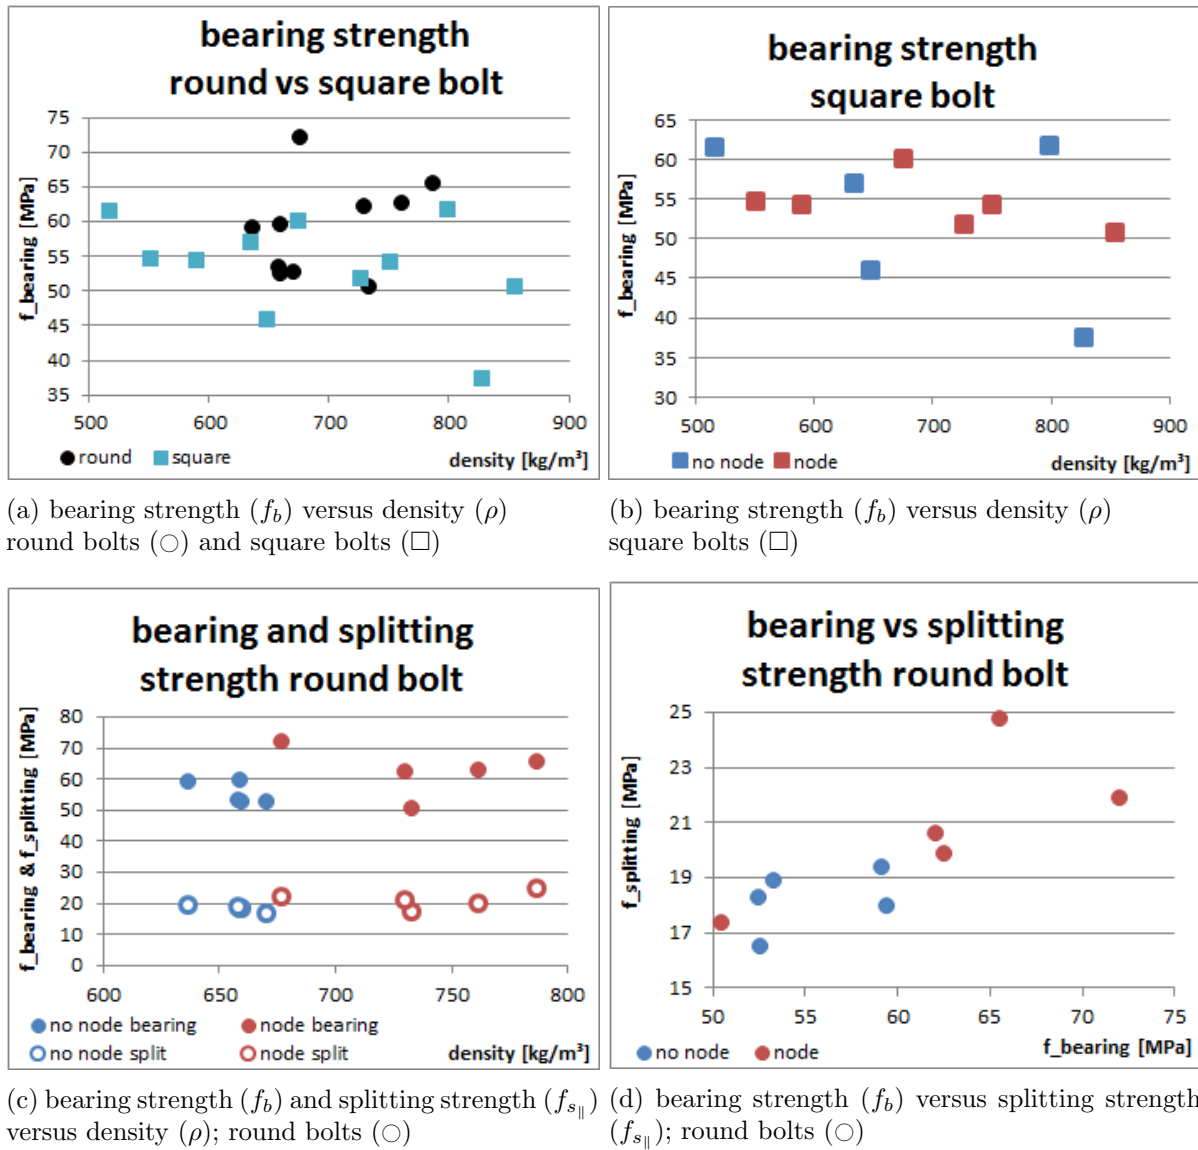 bearing strength
round vs square bolt
f_bearing [MPa]
75
70
65
60
55
50
45
40
35
500 600 700 800 900
round square density [kg/m³]
(a) bearing strength (f_b) versus density (ρ)
round bolts (○) and square bolts (□)
bearing strength
square bolt
f_bearing [MPa]
65
60
55
50
45
40
35
30
500 600 700 800 900
no node node density [kg/m³]
(b) bearing strength (f_b) versus density (ρ)
square bolts (□)
bearing and splitting
strength round bolt
f_bearing & f_splitting [MPa]
80
70
60
50
40
30
20
10
0
600 650 700 750 800
no node bearing node bearing
no node split node split density [kg/m³]
(c) bearing strength (f_b) and splitting strength (f_{s_∥})
versus density (ρ); round bolts (○)
bearing vs splitting
strength round bolt
f_splitting [MPa]
25
23
21
19
17
15
50 55 60 65 70 75
no node node f_bearing [MPa]
(d) bearing strength (f_b) versus splitting strength
(f_{s_∥}); round bolts (○)